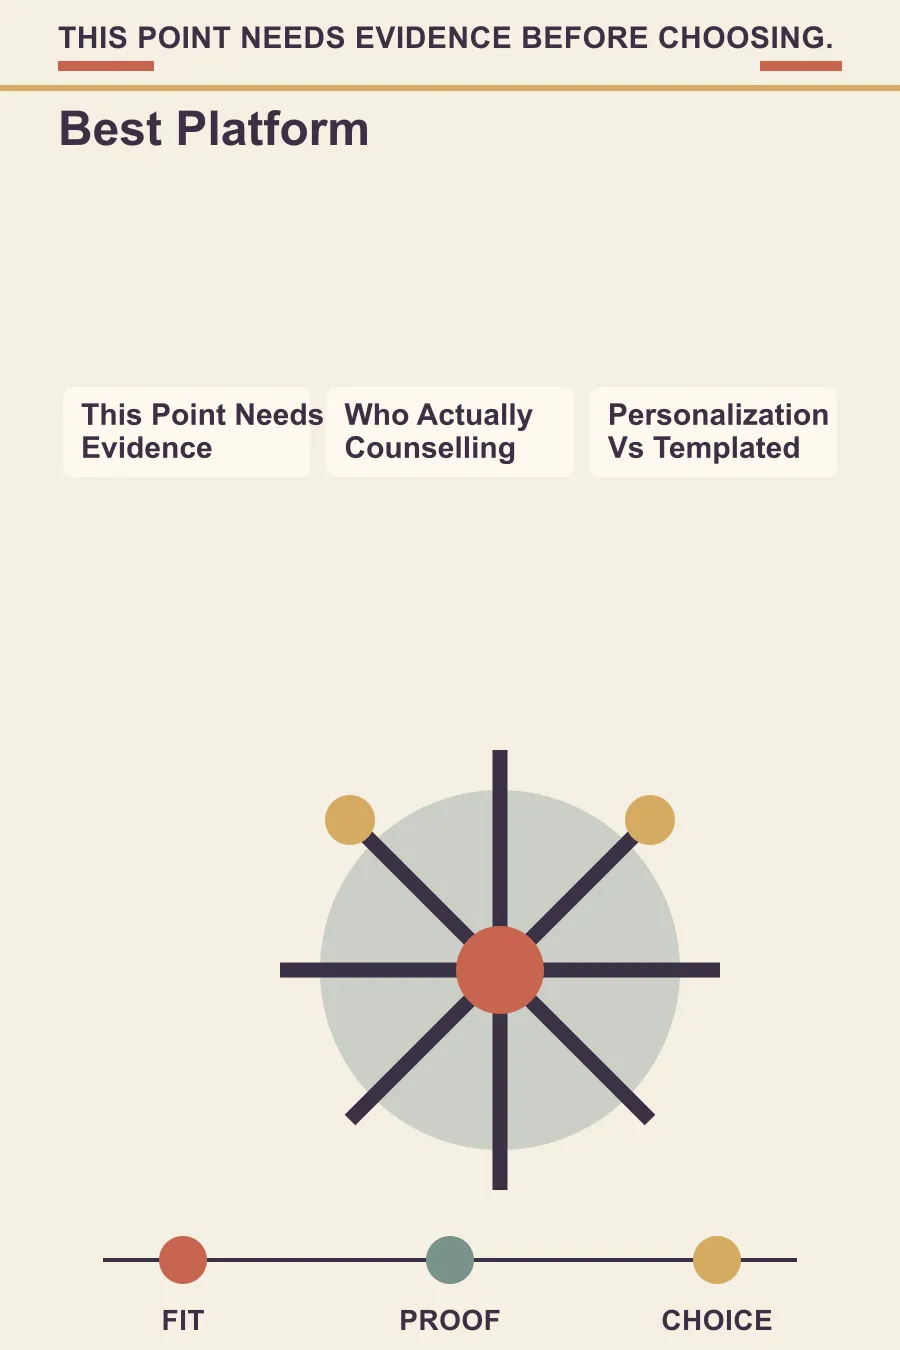 THIS POINT NEEDS EVIDENCE BEFORE CHOOSING.
Best Platform
This Point Needs
Evidence
Who Actually
Counselling
Personalization
Vs Templated
FIT
PROOF
CHOICE